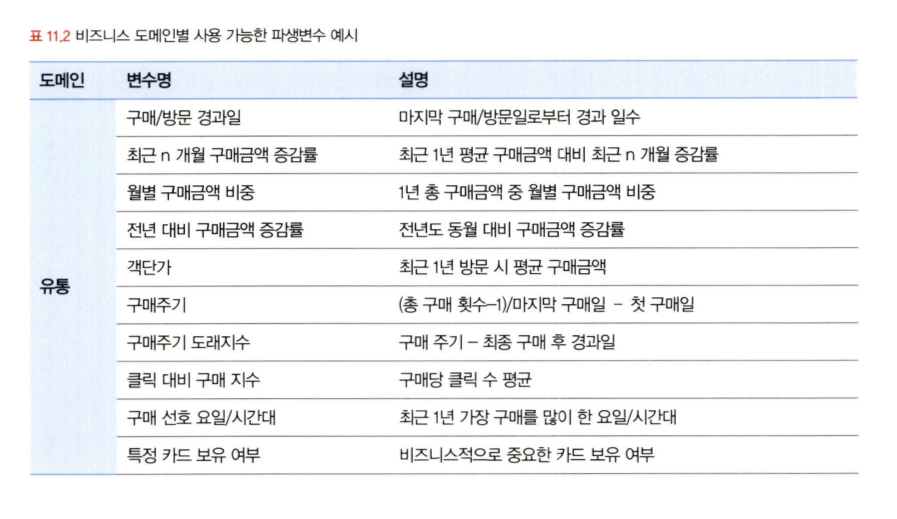 표 11.2 비즈니스 도메인별 사용 가능한 파생변수 예시
도메인 변수명 설명
구매/방문 경과일 마지막 구매/방문일로부터 경과 일수
최근 n 개월 구매금액 증감률 최근 1년 평균 구매금액 대비 최근 n 개월 증감률
월별 구매금액 비중 1년 총 구매금액 중 월별 구매금액 비중
전년 대비 구매금액 증감률 전년도 동월 대비 구매금액 증감률
객단가 최근 1년 방문 시 평균 구매금액
유통
구매주기 (총 구매 횟수–1)/마지막 구매일 – 첫 구매일
구매주기 도래지수 구매 주기 – 최종 구매 후 경과일
클릭 대비 구매 지수 구매당 클릭 수 평균
구매 선호 요일/시간대 최근 1년 가장 구매를 많이 한 요일/시간대
특정 카드 보유 여부 비즈니스적으로 중요한 카드 보유 여부